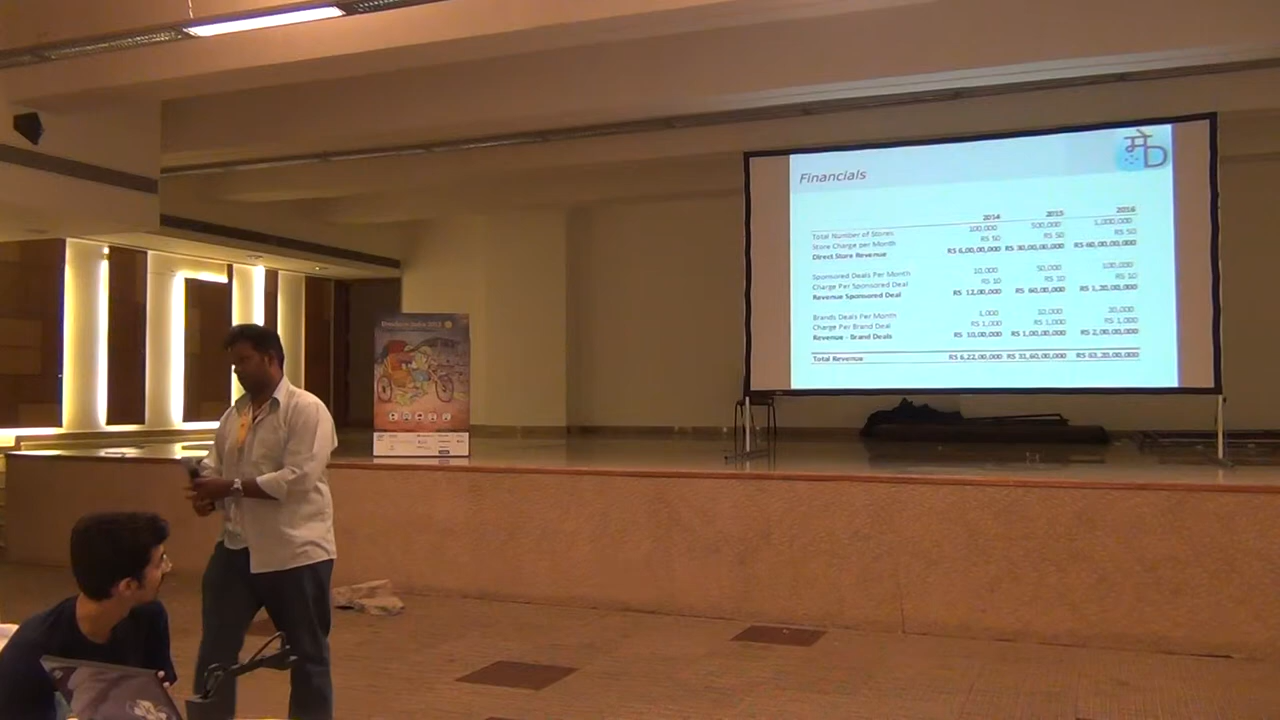 मे
D
Financials
2014 2015 2016
Total Number of Stores 100,000 500,000 1,000,000
Store Charge per Month RS 50 RS 50 RS 50
Direct Store Revenue RS 6,00,00,000 RS 30,00,00,000 RS 60,00,00,000
Sponsored Deals Per Month 10,000 50,000 100,000
Charge Per Sponsored Deal RS 10 RS 10 RS 10
Revenue Sponsored Deal RS 12,00,000 RS 60,00,000 RS 1,20,00,000
Brands Deals Per Month 1,000 10,000 20,000
Charge Per Brand Deal RS 1,000 RS 1,000 RS 1,000
Revenue - Brand Deals RS 10,00,000 RS 1,00,00,000 RS 2,00,00,000
Total Revenue RS 6,22,00,000 RS 31,60,00,000 RS 63,20,00,000
Droidcon India 2013